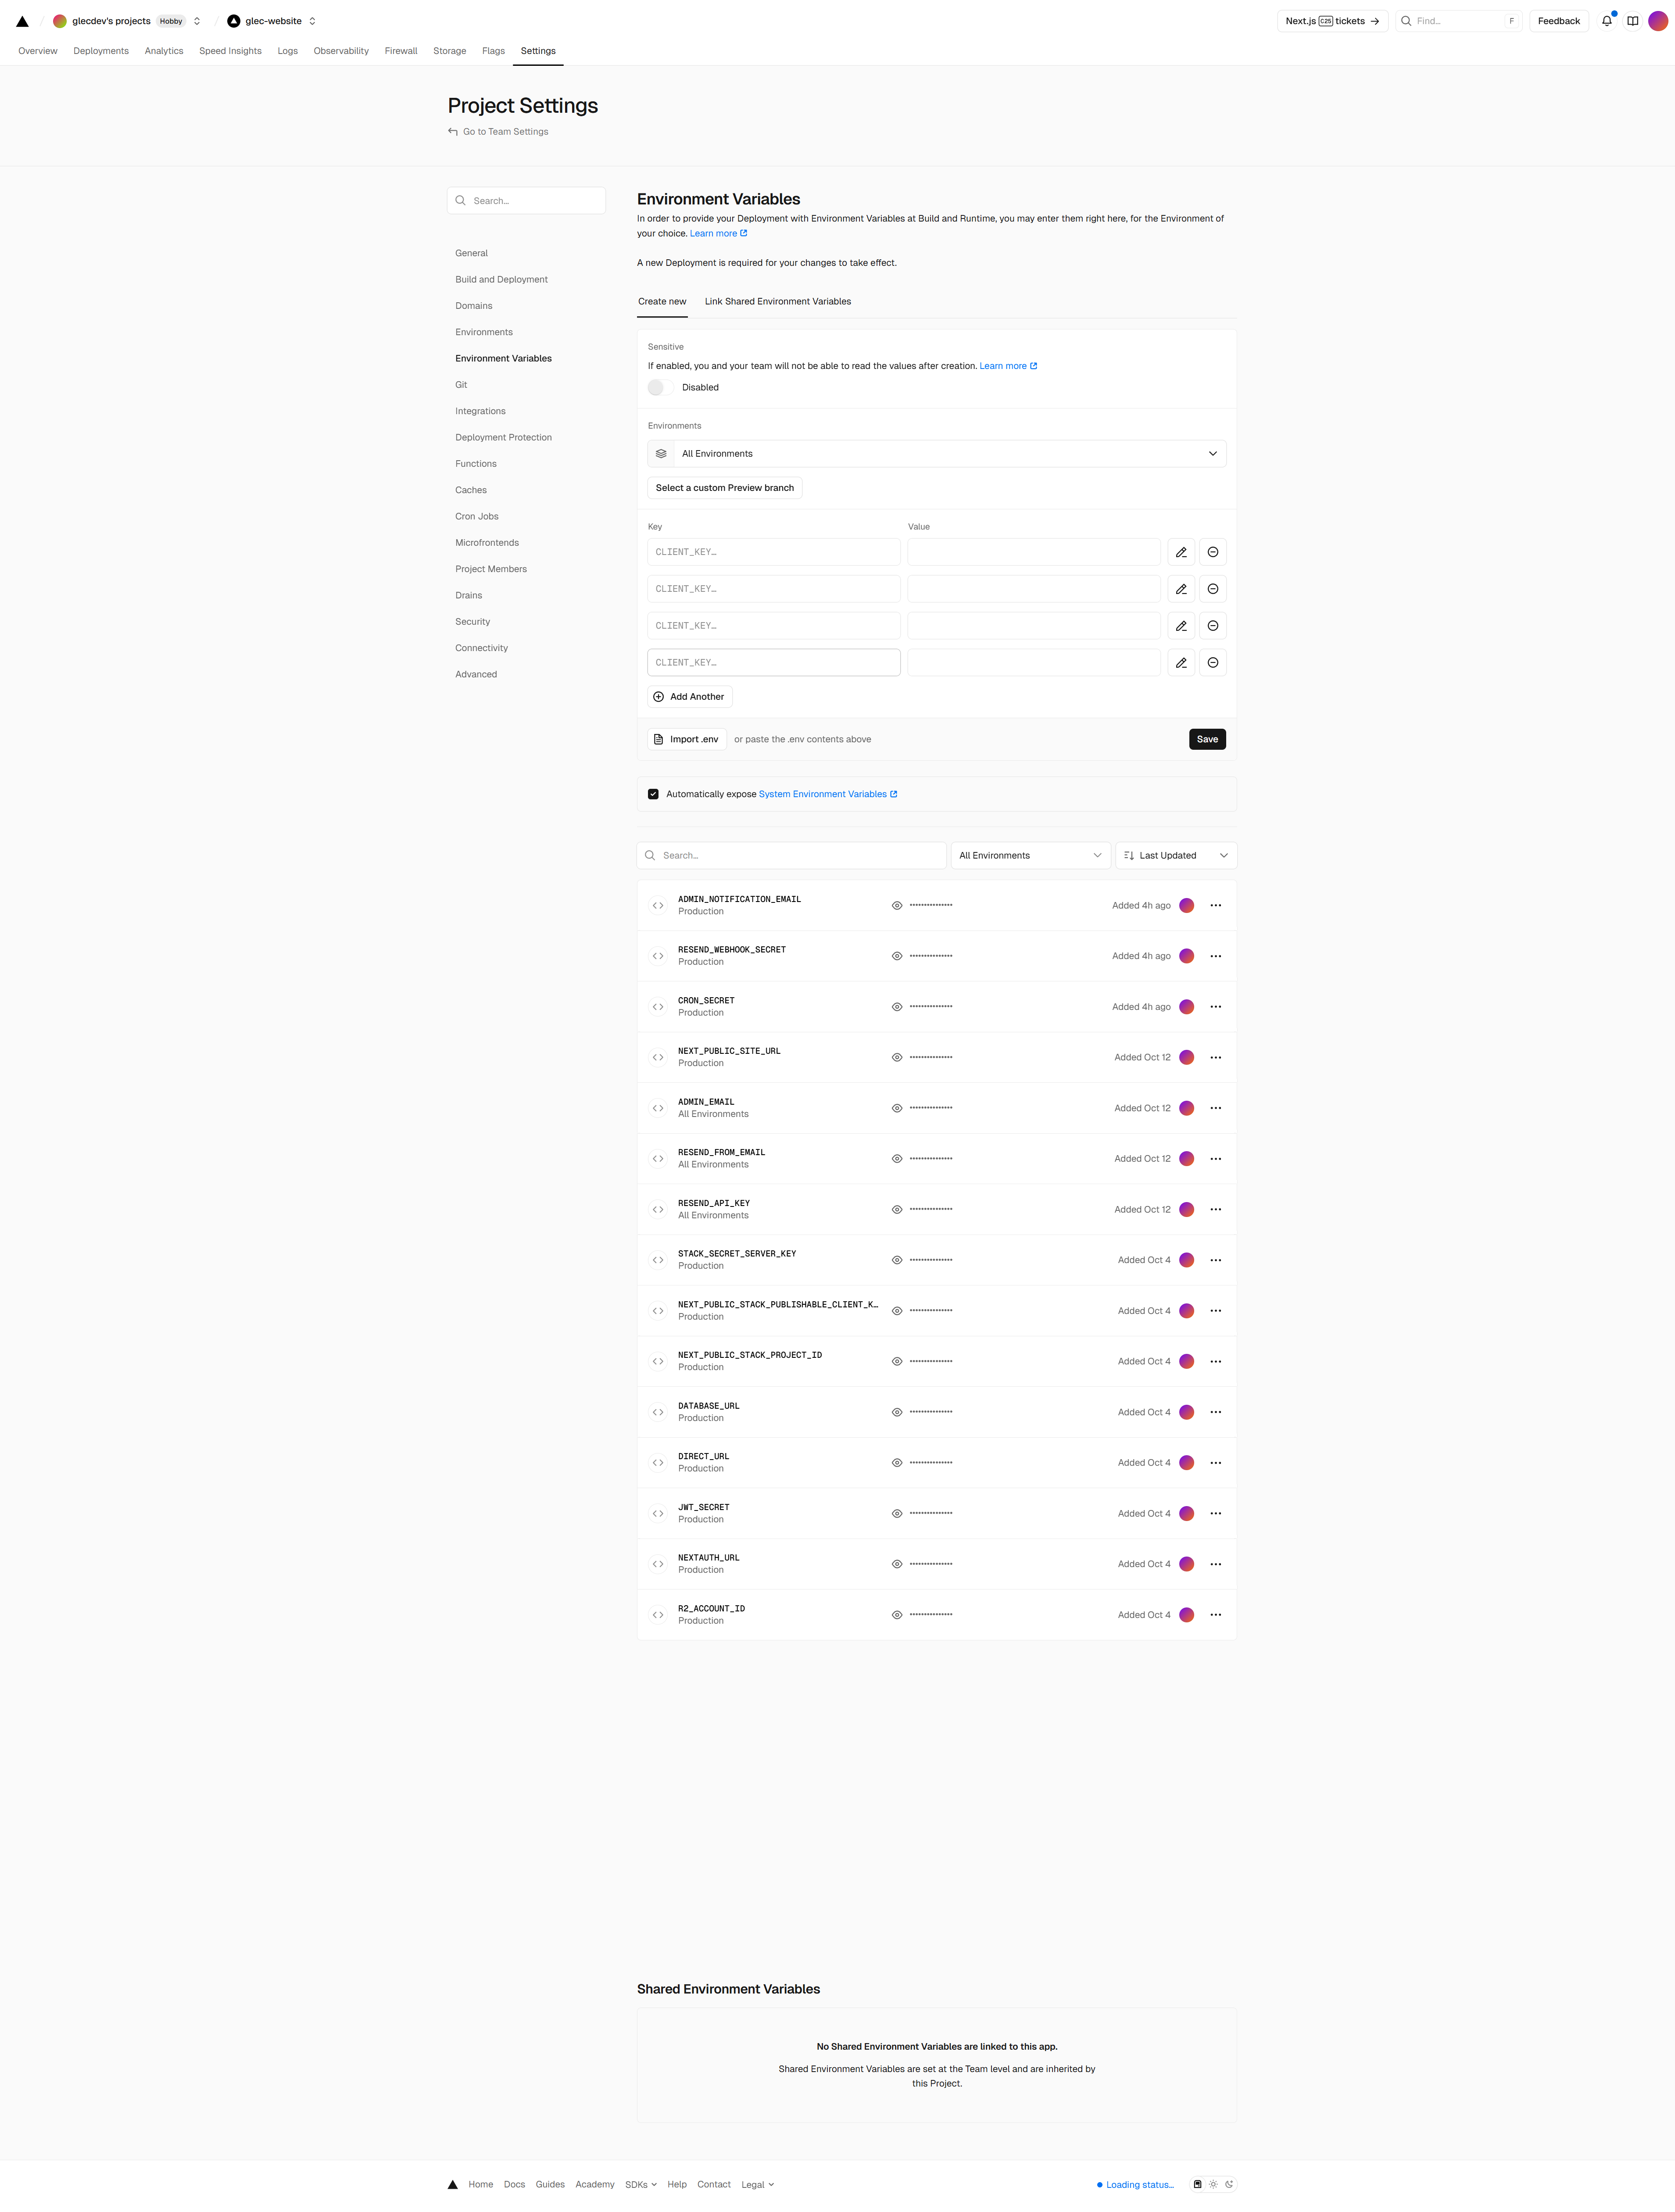 glecdev's projects Hobby
glec-website
Next.js C25 tickets →
Find…
F
Feedback
Overview Deployments Analytics Speed Insights Logs Observability Firewall Storage Flags Settings
Project Settings
Go to Team Settings
Search...
General
Build and Deployment
Domains
Environments
Environment Variables
Git
Integrations
Deployment Protection
Functions
Caches
Cron Jobs
Microfrontends
Project Members
Drains
Security
Connectivity
Advanced
Environment Variables
In order to provide your Deployment with Environment Variables at Build and Runtime, you may enter them right here, for the Environment of
your choice. Learn more
A new Deployment is required for your changes to take effect.
Create new Link Shared Environment Variables
Sensitive
If enabled, you and your team will not be able to read the values after creation. Learn more
Disabled
Environments
All Environments
Select a custom Preview branch
Key Value
CLIENT_KEY…
CLIENT_KEY…
CLIENT_KEY…
CLIENT_KEY…
Add Another
Import .env or paste the .env contents above Save
Automatically expose System Environment Variables
Search... All Environments Last Updated
ADMIN_NOTIFICATION_EMAIL
Production
••••••••••••••• Added 4h ago
RESEND_WEBHOOK_SECRET
Production
••••••••••••••• Added 4h ago
CRON_SECRET
Production
••••••••••••••• Added 4h ago
NEXT_PUBLIC_SITE_URL
Production
••••••••••••••• Added Oct 12
ADMIN_EMAIL
All Environments
••••••••••••••• Added Oct 12
RESEND_FROM_EMAIL
All Environments
••••••••••••••• Added Oct 12
RESEND_API_KEY
All Environments
••••••••••••••• Added Oct 12
STACK_SECRET_SERVER_KEY
Production
••••••••••••••• Added Oct 4
NEXT_PUBLIC_STACK_PUBLISHABLE_CLIENT_K…
Production
••••••••••••••• Added Oct 4
NEXT_PUBLIC_STACK_PROJECT_ID
Production
••••••••••••••• Added Oct 4
DATABASE_URL
Production
••••••••••••••• Added Oct 4
DIRECT_URL
Production
••••••••••••••• Added Oct 4
JWT_SECRET
Production
••••••••••••••• Added Oct 4
NEXTAUTH_URL
Production
••••••••••••••• Added Oct 4
R2_ACCOUNT_ID
Production
••••••••••••••• Added Oct 4
Shared Environment Variables
No Shared Environment Variables are linked to this app.
Shared Environment Variables are set at the Team level and are inherited by
this Project.
Home Docs Guides Academy SDKs Help Contact Legal
Loading status…